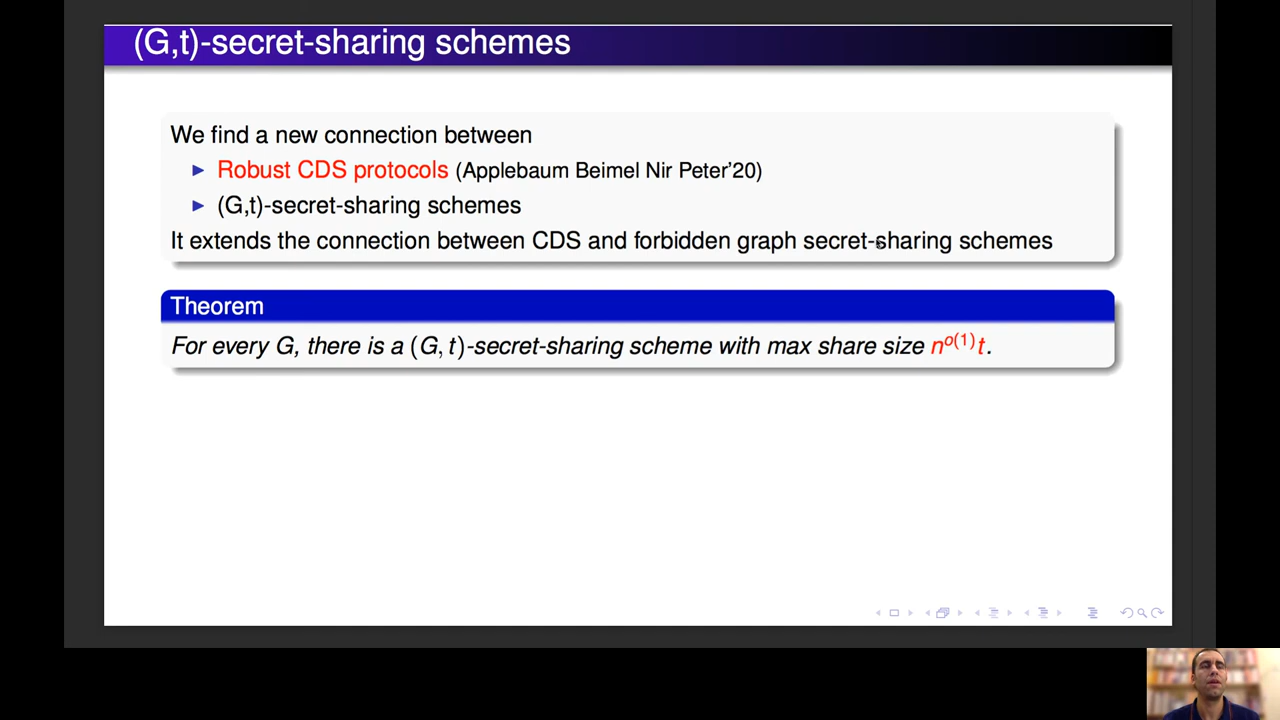 (G,t)-secret-sharing schemes
We find a new connection between
Robust CDS protocols (Applebaum Beimel Nir Peter'20)
(G,t)-secret-sharing schemes
It extends the connection between CDS and forbidden graph secret-sharing schemes
Theorem
For every G, there is a (G, t)-secret-sharing scheme with max share size n^{o(1)}t.